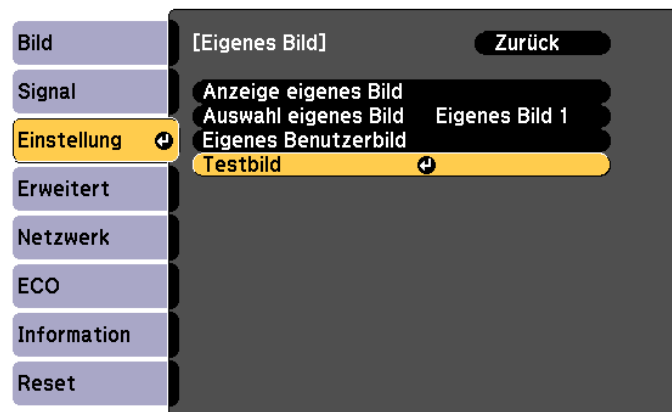 Bild
Signal
Einstellung
Erweitert
Netzwerk
ECO
Information
Reset
[Eigenes Bild] Zurück
Anzeige eigenes Bild
Auswahl eigenes Bild Eigenes Bild 1
Eigenes Benutzerbild
Testbild